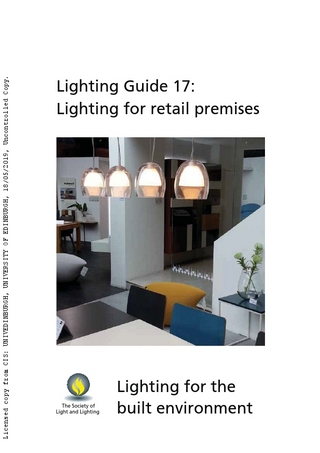 Lighting Guide 17:
Lighting for retail premises
Licensed copy from CIS: UNIVEDINBURGH, UNIVERSITY OF EDINBURGH, 18/05/2019, Uncontrolled Copy.
The Society of
Light and Lighting
Lighting for the
built environment